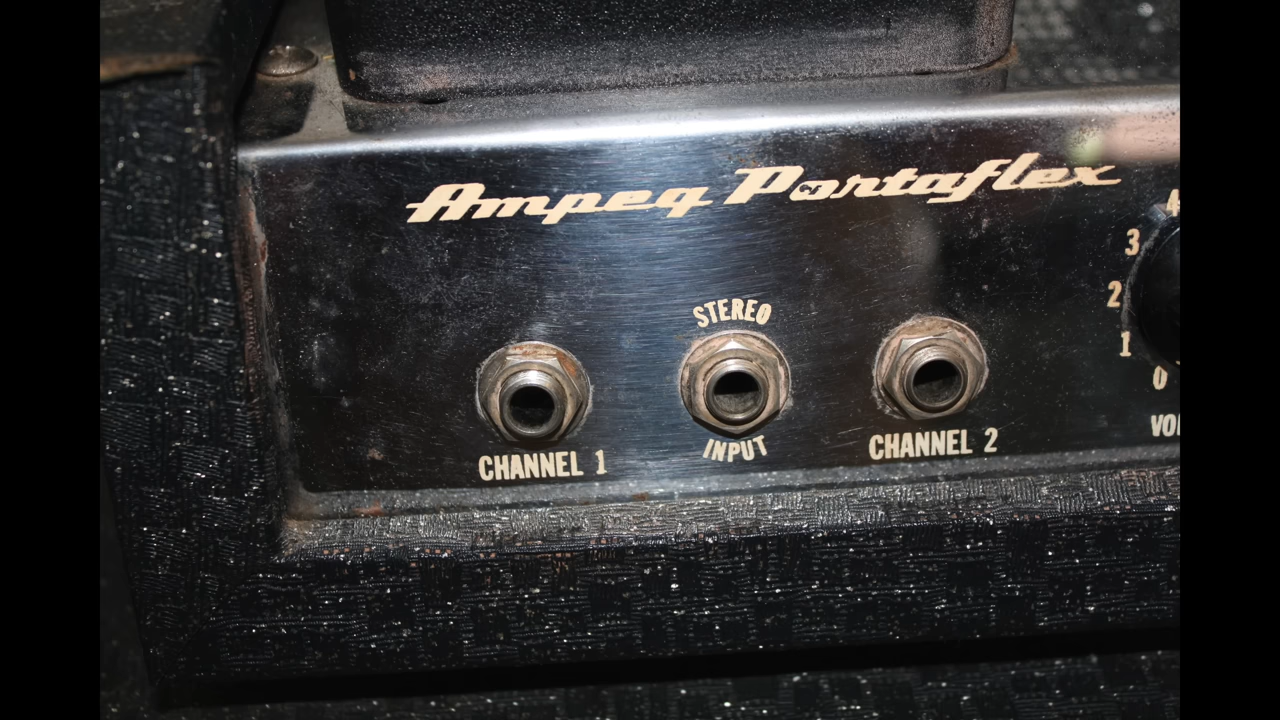 Ampeg Portaflex
STEREO
INPUT
CHANNEL 1
CHANNEL 2
4
3
2
1
0